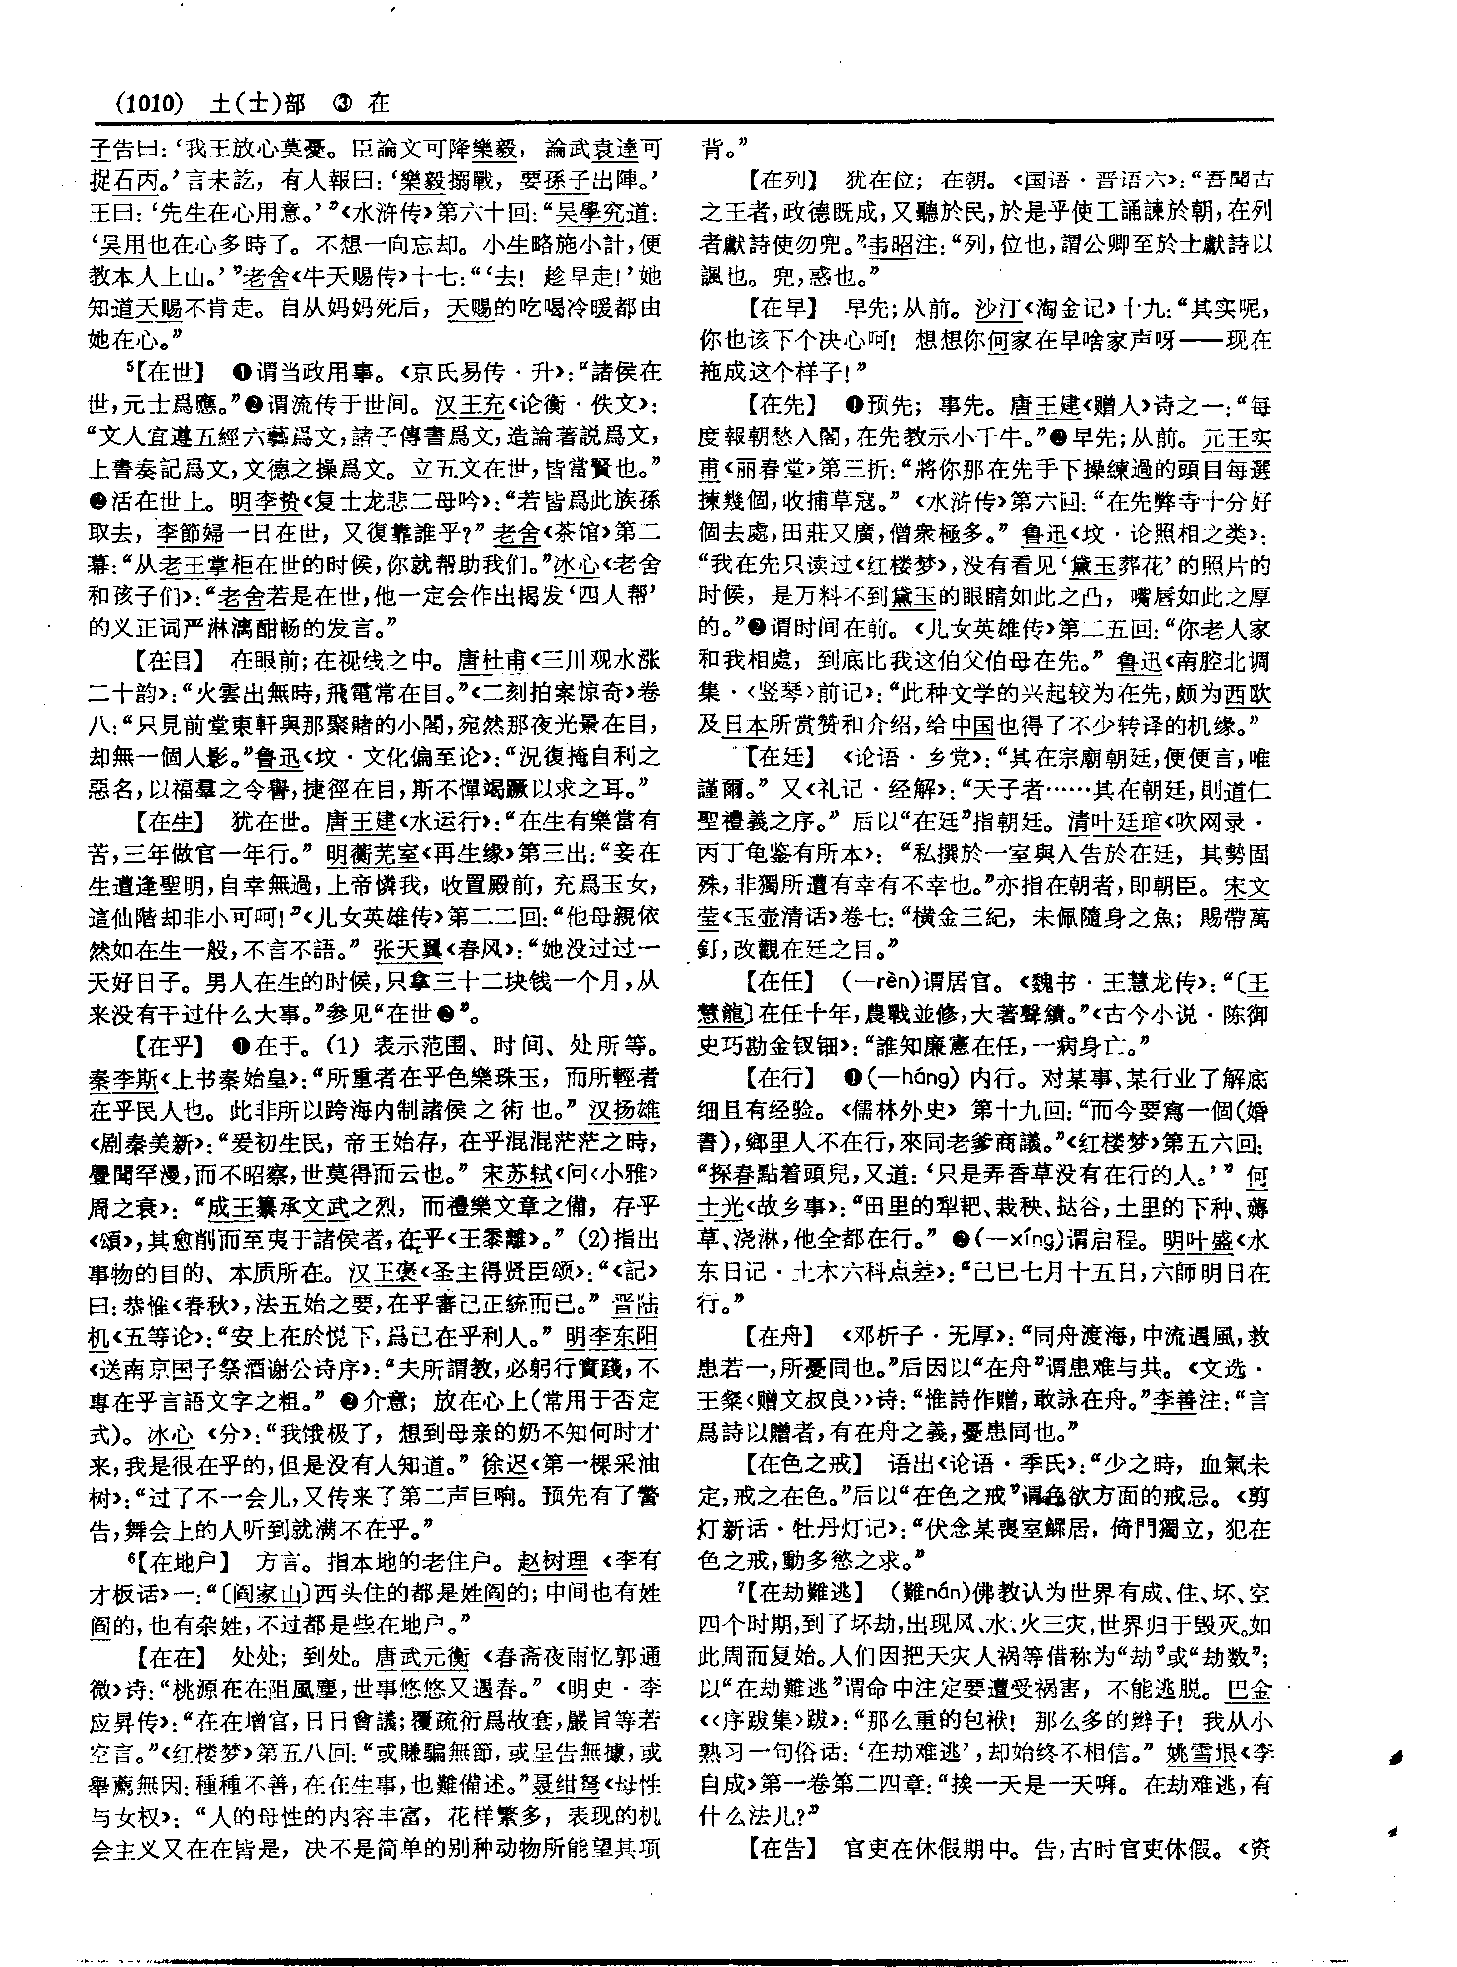 (1010) 土(士)部 ③ 在
子告曰：‘我王放心莫憂。臣論文可降樂毅，論武袁達可
捉石丙。’言未訖，有人報曰：‘樂毅搦戰，要孫子出陣。’
王曰：‘先生在心用意。’”《水浒传》第六十回：“吴學究道：
‘吴用也在心多時了。不想一向忘却。小生略施小計，便
教本人上山。’”老舍《牛天赐传》十七：“‘去！趁早走！’她
知道天赐不肯走。自从妈妈死后，天赐的吃喝冷暖都由
她在心。”
⁵【在世】 ❶谓当政用事。《京氏易传·升》：“諸侯在
世，元士爲應。”❷谓流传于世间。汉王充《论衡·佚文》：
“文人宜遵五經六藝爲文，諸子傳書爲文，造論著説爲文，
上書奏記爲文，文德之操爲文。立五文在世，皆當賢也。”
❸活在世上。明李贽《复士龙悲二母吟》：“若皆爲此族孫
取去，李節婦一日在世，又復靠誰乎？”老舍《茶馆》第二
幕：“从老王掌柜在世的时候，你就帮助我们。”冰心《老舍
和孩子们》：“老舍若是在世，他一定会作出揭发‘四人帮’
的义正词严淋漓酣畅的发言。”
【在目】 在眼前；在视线之中。唐杜甫《三川观水涨
二十韵》：“火雲出無時，飛電常在目。”《二刻拍案惊奇》卷
八：“只見前堂東軒與那聚賭的小閣，宛然那夜光景在目，
却無一個人影。”鲁迅《坟·文化偏至论》：“況復掩自利之
惡名，以福羣之令譽，捷徑在目，斯不憚竭蹶以求之耳。”
【在生】 犹在世。唐王建《水运行》：“在生有樂當有
苦，三年做官一年行。”明蘅芜室《再生缘》第三出：“妾在
生遭逢聖明，自幸無過，上帝憐我，收置殿前，充爲玉女，
這仙階却非小可呵！”《儿女英雄传》第二二回：“他母親依
然如在生一般，不言不語。”张天翼《春风》：“她没过过一
天好日子。男人在生的时候，只拿三十二块钱一个月，从
来没有干过什么大事。”参见“在世❸”。
【在乎】 ❶在于。(1) 表示范围、时间、处所等。
秦李斯《上书秦始皇》：“所重者在乎色樂珠玉，而所輕者
在乎民人也。此非所以跨海内制諸侯之術也。”汉扬雄
《剧秦美新》：“爰初生民，帝王始存，在乎混混茫茫之時，
舋聞罕漫，而不昭察，世莫得而云也。”宋苏轼《问〈小雅〉
周之衰》：“成王纂承文武之烈，而禮樂文章之備，存乎
《頌》，其愈削而至夷于諸侯者，在乎《王黍離》。”(2)指出
事物的目的、本质所在。汉王褒《圣主得贤臣颂》：“《記》
曰：恭惟《春秋》，法五始之要，在乎審己正統而已。”晋陆
机《五等论》：“安上在於悦下，爲己在乎利人。”明李东阳
《送南京国子祭酒谢公诗序》：“夫所謂教，必躬行實踐，不
專在乎言語文字之粗。”❷介意；放在心上(常用于否定
式)。冰心《分》：“我饿极了，想到母亲的奶不知何时才
来，我是很在乎的，但是没有人知道。”徐迟《第一棵采油
树》：“过了不一会儿，又传来了第二声巨响。预先有了警
告，舞会上的人听到就满不在乎。”
⁶【在地户】 方言。指本地的老住户。赵树理《李有
才板话》一：“〔阎家山〕西头住的都是姓阎的；中间也有姓
阎的，也有杂姓，不过都是些在地户。”
【在在】 处处；到处。唐武元衡《春斋夜雨忆郭通
微》诗：“桃源在在阻風塵，世事悠悠又遇春。”《明史·李
应昇传》：“在在增官，日日會議；覆疏衍爲故套，嚴旨等若
空言。”《红楼梦》第五八回：“或賺騙無節，或呈告無據，或
舉薦無因：種種不善，在在生事，也難備述。”聂绀弩《母性
与女权》：“人的母性的内容丰富，花样繁多，表现的机
会主义又在在皆是，决不是简单的别种动物所能望其项
背。”
【在列】 犹在位；在朝。《国语·晋语六》：“吾聞古
之王者，政德既成，又聽於民，於是乎使工誦諫於朝，在列
者獻詩使勿兜。”韦昭注：“列，位也，謂公卿至於士獻詩以
諷也。兜，惑也。”
【在早】 早先；从前。沙汀《淘金记》十九：“其实呢，
你也该下个决心呵！想想你何家在早啥家声呀——现在
拖成这个样子！”
【在先】 ❶预先；事先。唐王建《赠人》诗之一：“每
度報朝愁入閣，在先教示小千牛。”❷早先；从前。元王实
甫《丽春堂》第三折：“將你那在先手下操練過的頭目每選
揀幾個，收捕草寇。”《水浒传》第六回：“在先弊寺十分好
個去處，田莊又廣，僧衆極多。”鲁迅《坟·论照相之类》：
“我在先只读过《红楼梦》，没有看见‘黛玉葬花’的照片的
时候，是万料不到黛玉的眼睛如此之凸，嘴唇如此之厚
的。”❸谓时间在前。《儿女英雄传》第二五回：“你老人家
和我相處，到底比我这伯父伯母在先。”鲁迅《南腔北调
集·〈竖琴〉前记》：“此种文学的兴起较为在先，颇为西欧
及日本所赏赞和介绍，给中国也得了不少转译的机缘。”
【在廷】 《论语·乡党》：“其在宗廟朝廷，便便言，唯
謹爾。”又《礼记·经解》：“天子者……其在朝廷，則道仁
聖禮義之序。”后以“在廷”指朝廷。清叶廷琯《吹网录·
丙丁龟鉴有所本》：“私撰於一室與入告於在廷，其勢固
殊，非獨所遭有幸有不幸也。”亦指在朝者，即朝臣。宋文
莹《玉壶清话》卷七：“横金三紀，未佩隨身之魚；賜帶萬
釘，改觀在廷之目。”
【在任】 (—rèn)谓居官。《魏书·王慧龙传》：“〔王
慧龍〕在任十年，農戰並修，大著聲績。”《古今小说·陈御
史巧勘金钗钿》：“誰知廉憲在任，一病身亡。”
【在行】 ❶(—háng) 内行。对某事、某行业了解底
细且有经验。《儒林外史》第十九回：“而今要寫一個(婚
書)，鄉里人不在行，來同老爹商議。”《红楼梦》第五六回：
“探春點着頭兒，又道：‘只是弄香草没有在行的人。’”何
士光《故乡事》：“田里的犁耙、栽秧、挞谷，土里的下种、薅
草、浇淋，他全都在行。”❷(—xíng)谓启程。明叶盛《水
东日记·土木六科点差》：“己巳七月十五日，六師明日在
行。”
【在舟】 《邓析子·无厚》：“同舟渡海，中流遇風，救
患若一，所憂同也。”后因以“在舟”谓患难与共。《文选·
王粲〈赠文叔良〉》诗：“惟詩作贈，敢詠在舟。”李善注：“言
爲詩以贈者，有在舟之義，憂患同也。”
【在色之戒】 语出《论语·季氏》：“少之時，血氣未
定，戒之在色。”后以“在色之戒”谓色欲方面的戒忌。《剪
灯新话·牡丹灯记》：“伏念某喪室鰥居，倚門獨立，犯在
色之戒，動多慾之求。”
⁷【在劫難逃】 (難nán)佛教认为世界有成、住、坏、空
四个时期，到了坏劫，出现风、水、火三灾，世界归于毁灭。如
此周而复始。人们因把天灾人祸等借称为“劫”或“劫数”；
以“在劫難逃”谓命中注定要遭受祸害，不能逃脱。巴金
《〈序跋集〉跋》：“那么重的包袱！那么多的辫子！我从小
熟习一句俗话：‘在劫难逃’，却始终不相信。”姚雪垠《李
自成》第一卷第二四章：“挨一天是一天啊。在劫难逃，有
什么法儿？”
【在告】 官吏在休假期中。告，古时官吏休假。《资